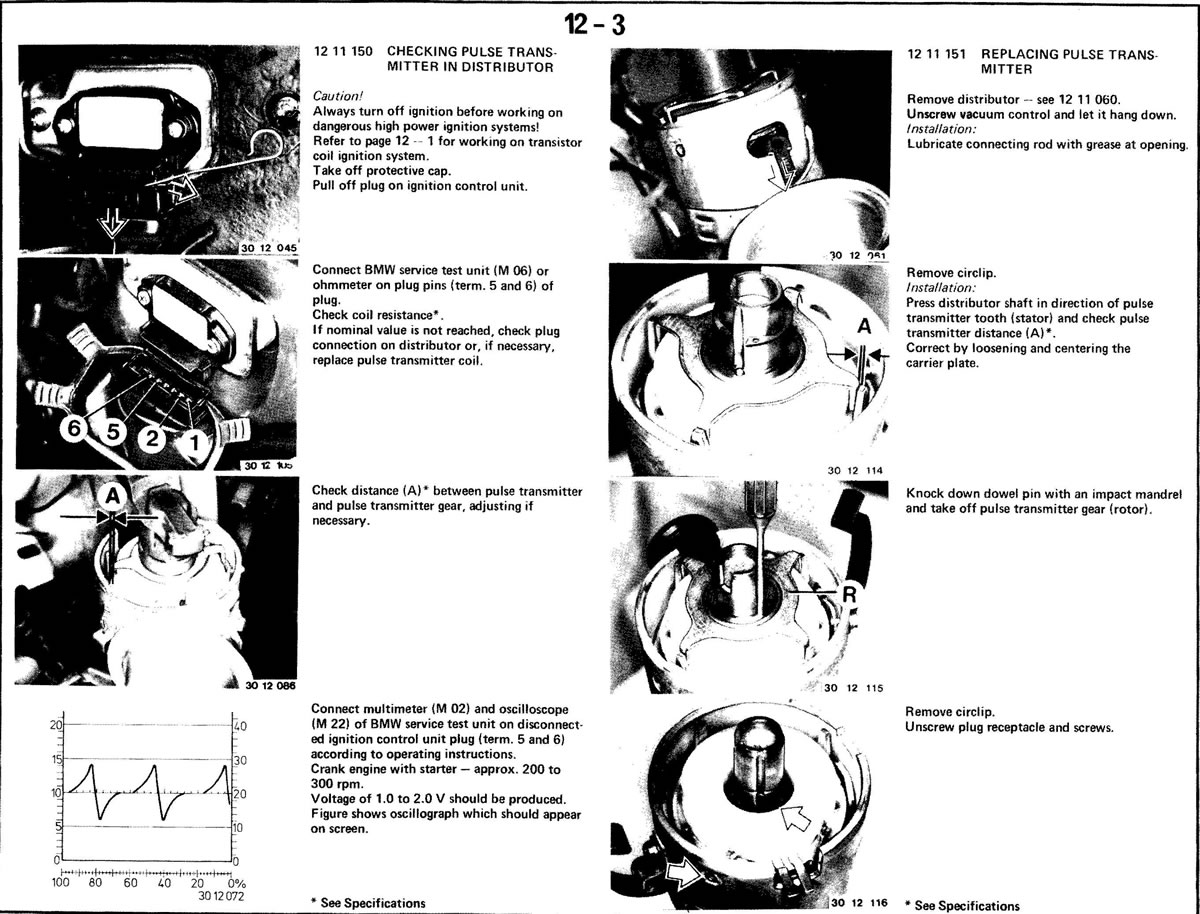 12 - 3
12 11 150 CHECKING PULSE TRANS-
MITTER IN DISTRIBUTOR
Caution!
Always turn off ignition before working on
dangerous high power ignition systems!
Refer to page 12 -- 1 for working on transistor
coil ignition system.
Take off protective cap.
Pull off plug on ignition control unit.
30 12 045
Connect BMW service test unit (M 06) or
ohmmeter on plug pins (term. 5 and 6) of
plug.
Check coil resistance*.
If nominal value is not reached, check plug
connection on distributor or, if necessary,
replace pulse transmitter coil.
6 5 2 1
30 12 105
Check distance (A)* between pulse transmitter
and pulse transmitter gear, adjusting if
necessary.
A
30 12 086
Connect multimeter (M 02) and oscilloscope
(M 22) of BMW service test unit on disconnect-
ed ignition control unit plug (term. 5 and 6)
according to operating instructions.
Crank engine with starter — approx. 200 to
300 rpm.
Voltage of 1.0 to 2.0 V should be produced.
Figure shows oscillograph which should appear
on screen.
20 40
15 30
10 20
5 10
0 0
100 80 60 40 20 0%
30 12 072
* See Specifications
12 11 151 REPLACING PULSE TRANS-
MITTER
Remove distributor — see 12 11 060.
Unscrew vacuum control and let it hang down.
Installation:
Lubricate connecting rod with grease at opening.
30 12 061
Remove circlip.
Installation:
Press distributor shaft in direction of pulse
transmitter tooth (stator) and check pulse
transmitter distance (A)*.
Correct by loosening and centering the
carrier plate.
A
30 12 114
Knock down dowel pin with an impact mandrel
and take off pulse transmitter gear (rotor).
R
30 12 115
Remove circlip.
Unscrew plug receptacle and screws.
30 12 116
* See Specifications